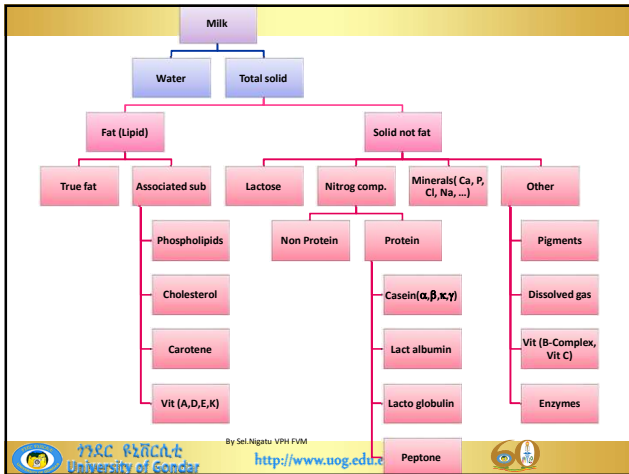 Milk
Water
Total solid
Fat (Lipid)
Solid not fat
True fat
Associated sub
Lactose
Nitrog comp.
Minerals( Ca, P,
Cl, Na, ...)
Other
Phospholipids
Cholesterol
Carotene
Vit (A,D,E,K)
Non Protein
Protein
Casein(α,β,κ,γ)
Lact albumin
Lacto globulin
Peptone
Pigments
Dissolved gas
Vit (B-Complex,
Vit C)
Enzymes
By Sel.Nigatu VPH FVM
ጎንደር ዩኒቨርሲቲ
University of Gondar
http://www.uog.edu.e
60